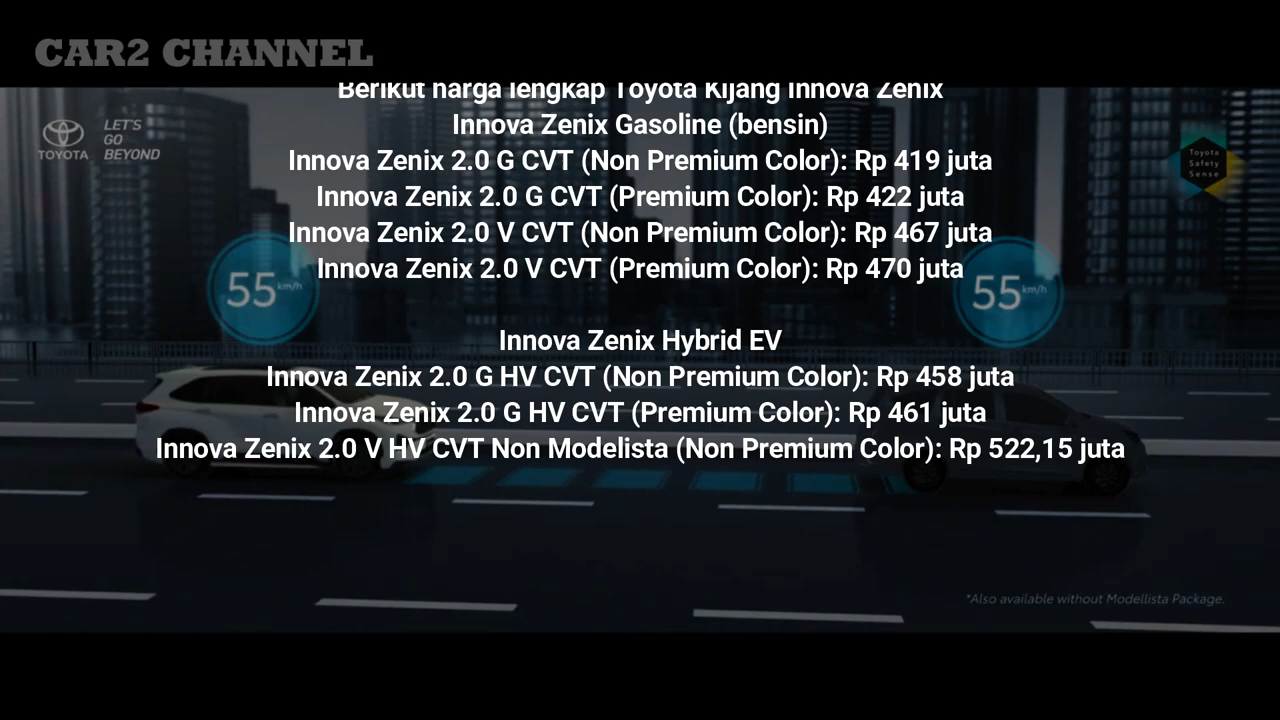 CAR2 CHANNEL
Berikut harga lengkap Toyota Kijang Innova Zenix
Innova Zenix Gasoline (bensin)
Innova Zenix 2.0 G CVT (Non Premium Color): Rp 419 juta
Innova Zenix 2.0 G CVT (Premium Color): Rp 422 juta
Innova Zenix 2.0 V CVT (Non Premium Color): Rp 467 juta
Innova Zenix 2.0 V CVT (Premium Color): Rp 470 juta
Innova Zenix Hybrid EV
Innova Zenix 2.0 G HV CVT (Non Premium Color): Rp 458 juta
Innova Zenix 2.0 G HV CVT (Premium Color): Rp 461 juta
Innova Zenix 2.0 V HV CVT Non Modelista (Non Premium Color): Rp 522,15 juta
TOYOTA
LET'S
GO
BEYOND
Toyota
Safety
Sense
55 km/h
55 km/h
*Also available without Modellista Package.